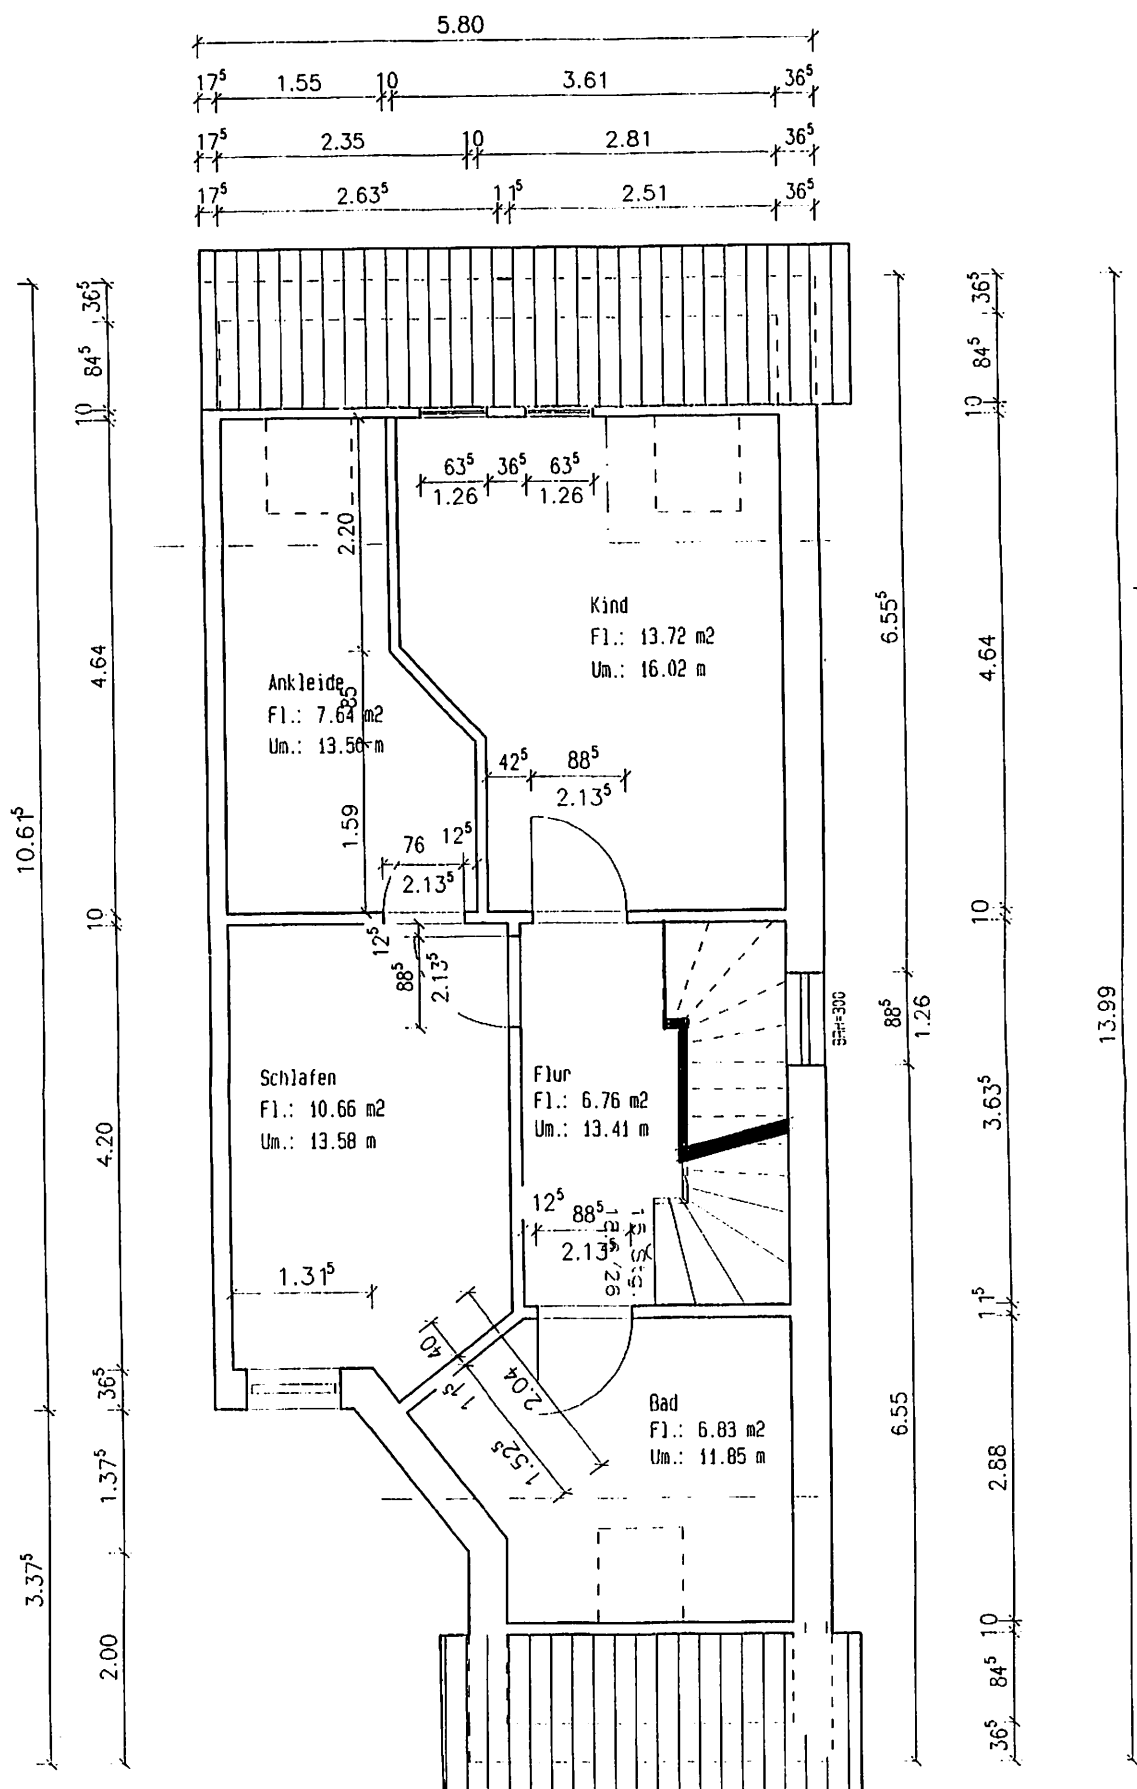 5.80
17⁵ 1.55 10 3.61 36⁵
17⁵ 2.35 10 2.81 36⁵
17⁵ 2.63⁵ 11⁵ 2.51 36⁵
36⁵
84⁵
10
4.64
10
4.20
36⁵
1.37⁵
2.00
10.61⁵
3.37⁵
63⁵ 36⁵ 63⁵
1.26 1.26
2.20
85
1.59
Kind
Fl.: 13.72 m2
Um.: 16.02 m
Ankleide
Fl.: 7.64 m2
Um.: 13.56 m
42⁵ 88⁵
2.13⁵
76 12⁵
2.13⁵
12⁵
88⁵
2.13⁵
Schlafen
Fl.: 10.66 m2
Um.: 13.58 m
Flur
Fl.: 6.76 m2
Um.: 13.41 m
12⁵ 88⁵
2.13⁵
15 Stg.
1.31⁵
40
11⁵
2.04
1.52⁵
Bad
Fl.: 6.83 m2
Um.: 11.85 m
BRH=300
6.55⁵
88⁵
1.26
6.55
36⁵
84⁵
10
4.64
10
3.63⁵
11⁵
2.88
10
84⁵
36⁵
13.99